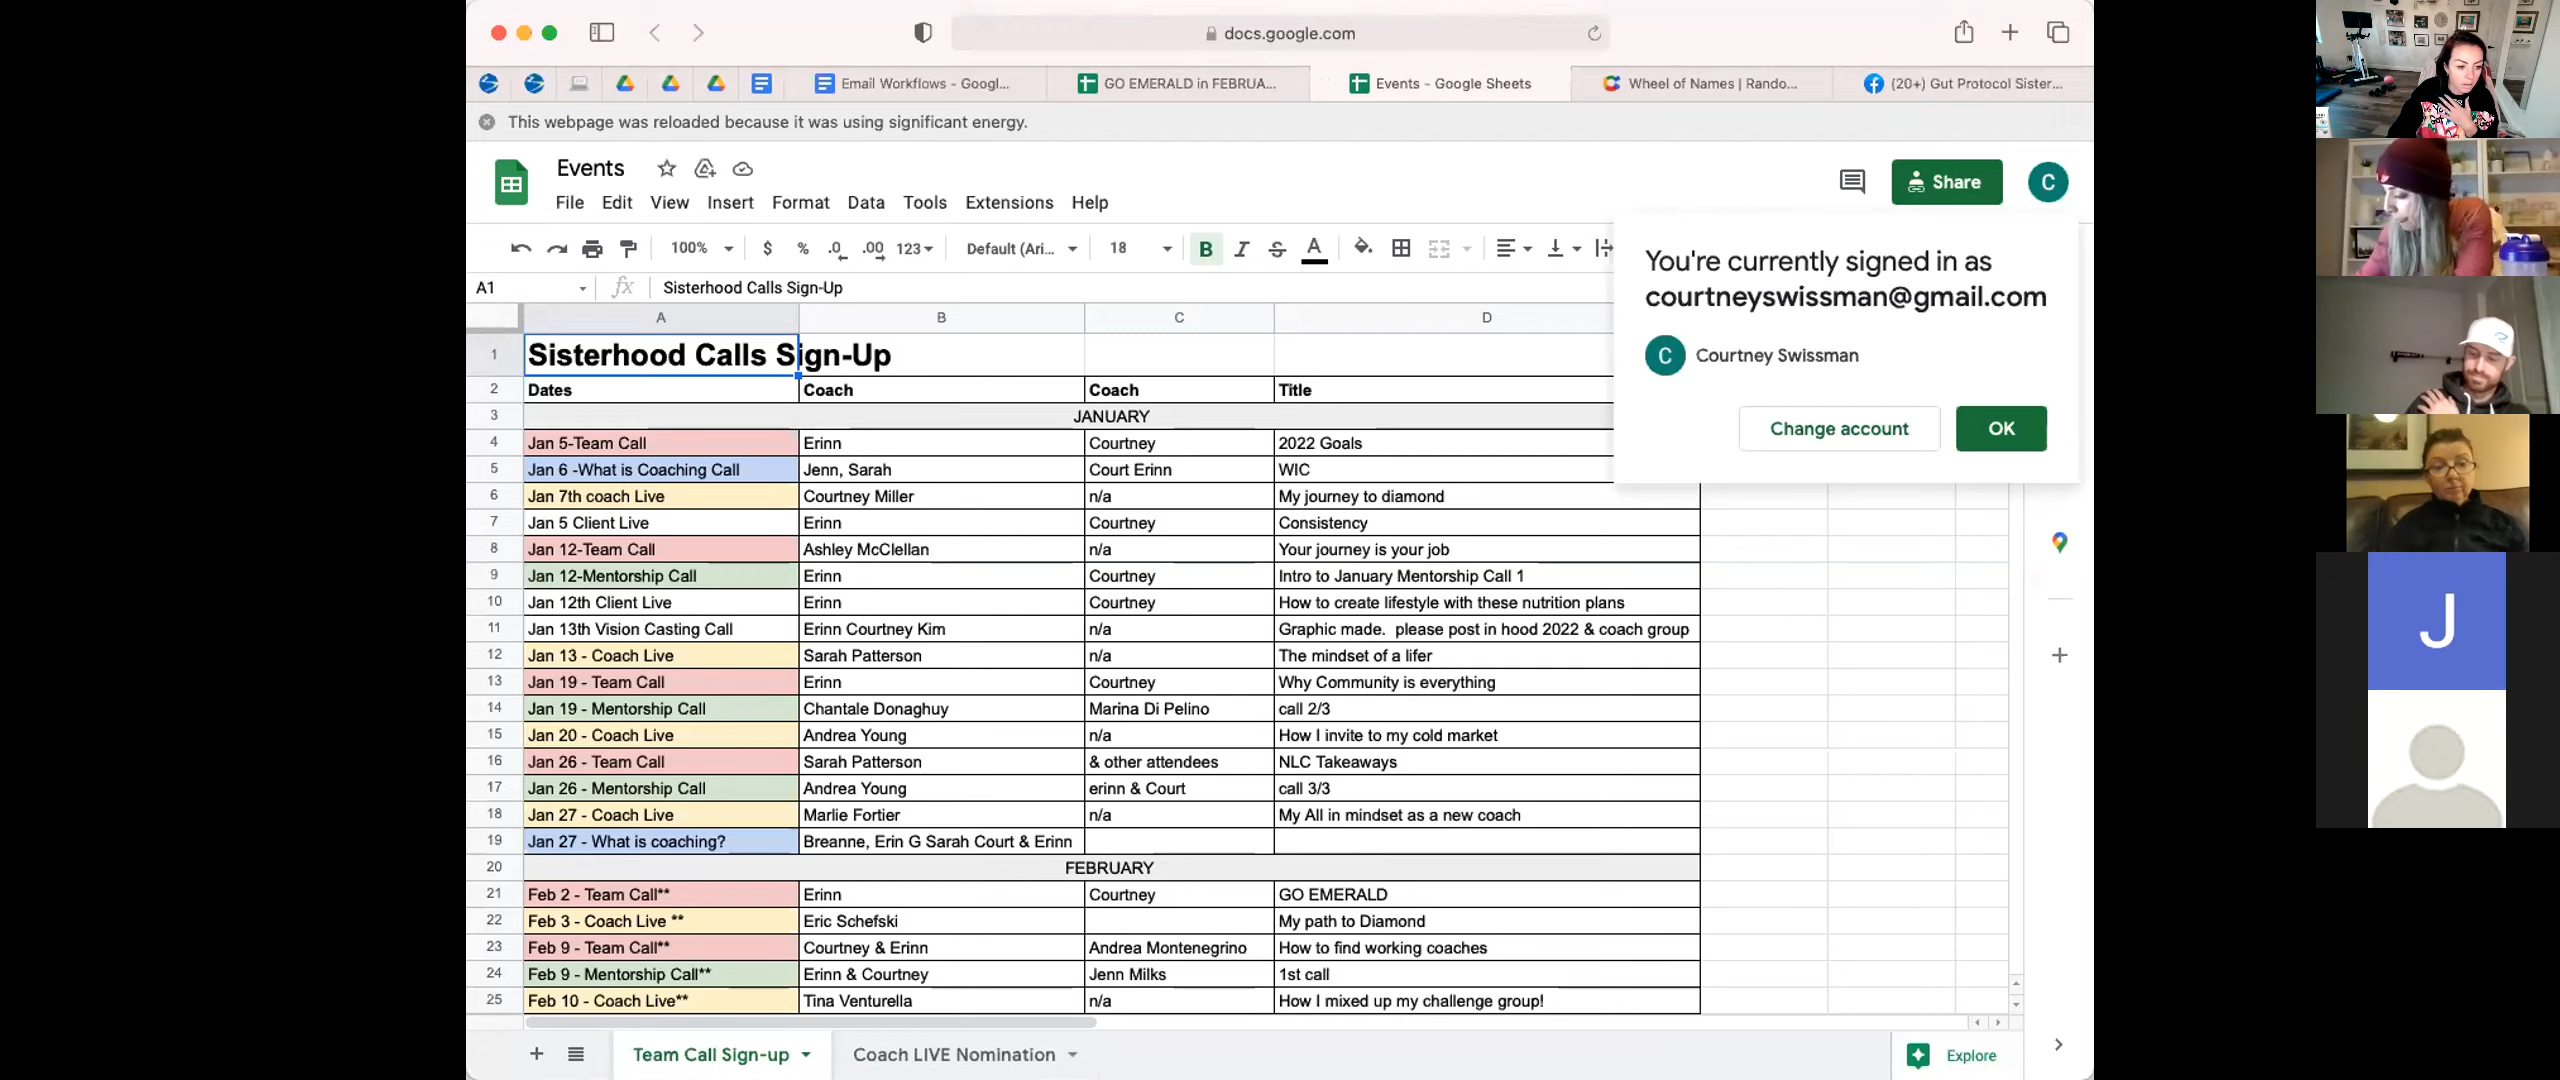 docs.google.com
Email Workflows - Googl...
GO EMERALD in FEBRUA...
Events - Google Sheets
Wheel of Names | Rando...
(20+) Gut Protocol Sister...
This webpage was reloaded because it was using significant energy.
Events
File Edit View Insert Format Data Tools Extensions Help
Share
C
100% $ % .0 .00 123 Default (Ari... 18 B I S A
A1 fx Sisterhood Calls Sign-Up
You're currently signed in as
courtneyswissman@gmail.com
C Courtney Swissman
Change account OK
A B C D
1 Sisterhood Calls Sign-Up
2 Dates Coach Coach Title
3 JANUARY
4 Jan 5-Team Call Erinn Courtney 2022 Goals
5 Jan 6 -What is Coaching Call Jenn, Sarah Court Erinn WIC
6 Jan 7th coach Live Courtney Miller n/a My journey to diamond
7 Jan 5 Client Live Erinn Courtney Consistency
8 Jan 12-Team Call Ashley McClellan n/a Your journey is your job
9 Jan 12-Mentorship Call Erinn Courtney Intro to January Mentorship Call 1
10 Jan 12th Client Live Erinn Courtney How to create lifestyle with these nutrition plans
11 Jan 13th Vision Casting Call Erinn Courtney Kim n/a Graphic made. please post in hood 2022 & coach group
12 Jan 13 - Coach Live Sarah Patterson n/a The mindset of a lifer
13 Jan 19 - Team Call Erinn Courtney Why Community is everything
14 Jan 19 - Mentorship Call Chantale Donaghuy Marina Di Pelino call 2/3
15 Jan 20 - Coach Live Andrea Young n/a How I invite to my cold market
16 Jan 26 - Team Call Sarah Patterson & other attendees NLC Takeaways
17 Jan 26 - Mentorship Call Andrea Young erinn & Court call 3/3
18 Jan 27 - Coach Live Marlie Fortier n/a My All in mindset as a new coach
19 Jan 27 - What is coaching? Breanne, Erin G Sarah Court & Erinn
20 FEBRUARY
21 Feb 2 - Team Call** Erinn Courtney GO EMERALD
22 Feb 3 - Coach Live ** Eric Schefski My path to Diamond
23 Feb 9 - Team Call** Courtney & Erinn Andrea Montenegrino How to find working coaches
24 Feb 9 - Mentorship Call** Erinn & Courtney Jenn Milks 1st call
25 Feb 10 - Coach Live** Tina Venturella n/a How I mixed up my challenge group!
Team Call Sign-up Coach LIVE Nomination Explore
J